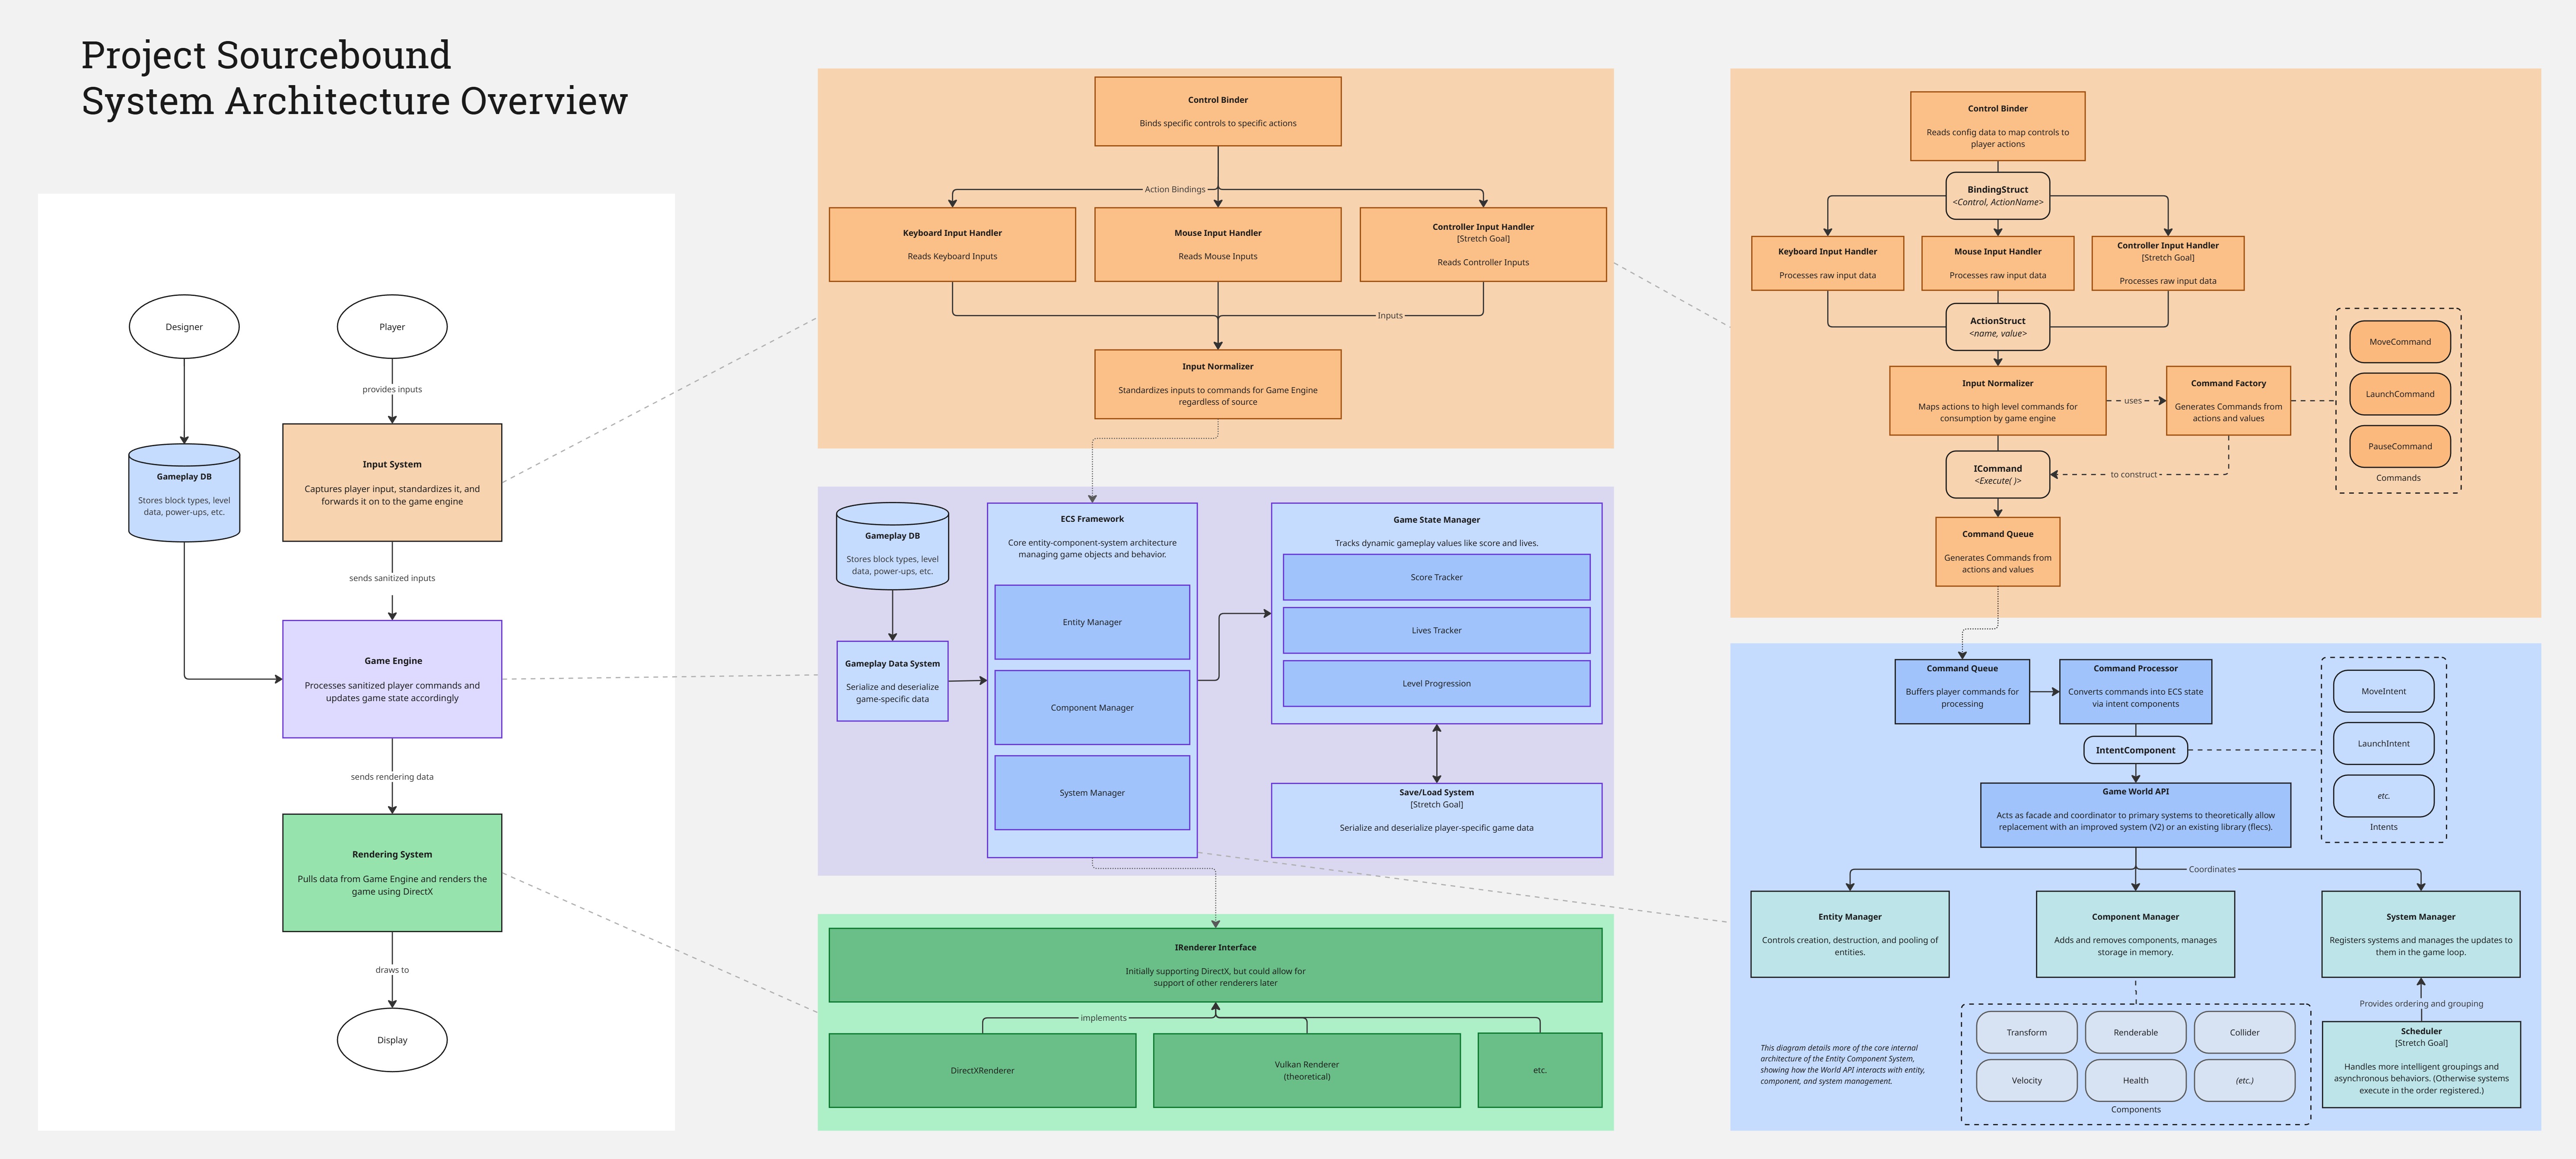 Project Sourcebound
System Architecture Overview
Designer
Player
provides inputs
Gameplay DB
Stores block types, level
data, power-ups, etc.
Input System
Captures player input, standardizes it, and
forwards it on to the game engine
sends sanitized inputs
Game Engine
Processes sanitized player commands and
updates game state accordingly
sends rendering data
Rendering System
Pulls data from Game Engine and renders the
game using DirectX
draws to
Display
Control Binder
Binds specific controls to specific actions
Action Bindings
Keyboard Input Handler
Reads Keyboard Inputs
Mouse Input Handler
Reads Mouse Inputs
Controller Input Handler
[Stretch Goal]
Reads Controller Inputs
Inputs
Input Normalizer
Standardizes inputs to commands for Game Engine
regardless of source
Gameplay DB
Stores block types, level
data, power-ups, etc.
Gameplay Data System
Serialize and deserialize
game-specific data
ECS Framework
Core entity-component-system architecture
managing game objects and behavior.
Entity Manager
Component Manager
System Manager
Game State Manager
Tracks dynamic gameplay values like score and lives.
Score Tracker
Lives Tracker
Level Progression
Save/Load System
[Stretch Goal]
Serialize and deserialize player-specific game data
IRenderer Interface
Initially supporting DirectX, but could allow for
support of other renderers later
implements
DirectXRenderer
Vulkan Renderer
(theoretical)
etc.
Control Binder
Reads config data to map controls to
player actions
BindingStruct
<Control, ActionName>
Keyboard Input Handler
Processes raw input data
Mouse Input Handler
Processes raw input data
Controller Input Handler
[Stretch Goal]
Processes raw input data
ActionStruct
<name, value>
Input Normalizer
Maps actions to high level commands for
consumption by game engine
uses
Command Factory
Generates Commands from
actions and values
MoveCommand
LaunchCommand
PauseCommand
Commands
ICommand
<Execute( )>
to construct
Command Queue
Generates Commands from
actions and values
Command Queue
Buffers player commands for
processing
Command Processor
Converts commands into ECS state
via intent components
IntentComponent
MoveIntent
LaunchIntent
etc.
Intents
Game World API
Acts as facade and coordinator to primary systems to theoretically allow
replacement with an improved system (V2) or an existing library (flecs).
Coordinates
Entity Manager
Controls creation, destruction, and pooling of
entities.
Component Manager
Adds and removes components, manages
storage in memory.
System Manager
Registers systems and manages the updates to
them in the game loop.
Provides ordering and grouping
Scheduler
[Stretch Goal]
Handles more intelligent groupings and
asynchronous behaviors. (Otherwise systems
execute in the order registered.)
Transform
Renderable
Collider
Velocity
Health
(etc.)
Components
This diagram details more of the core internal
architecture of the Entity Component System,
showing how the World API interacts with entity,
component, and system management.